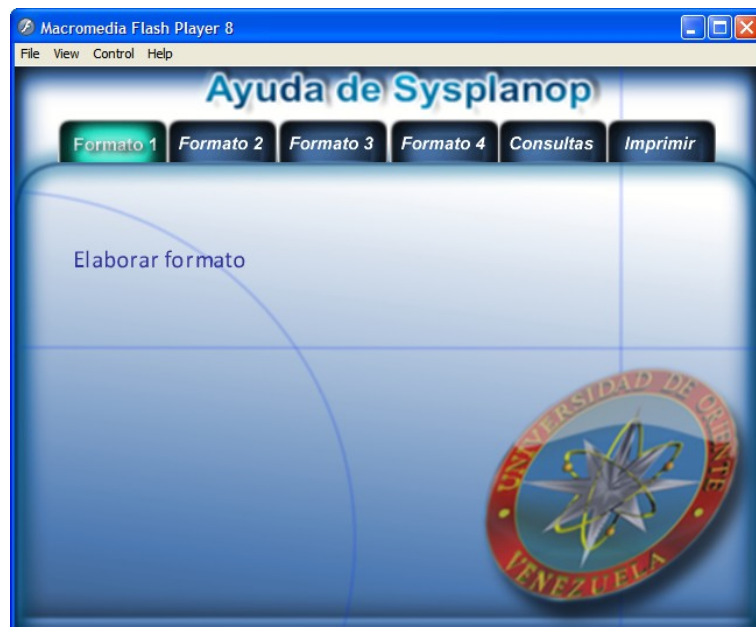 Macromedia Flash Player 8
File View Control Help
Ayuda de Sysplanop
Formato 1 Formato 2 Formato 3 Formato 4 Consultas Imprimir
Elaborar formato
UNIVERSIDAD DE ORIENTE
VENEZUELA